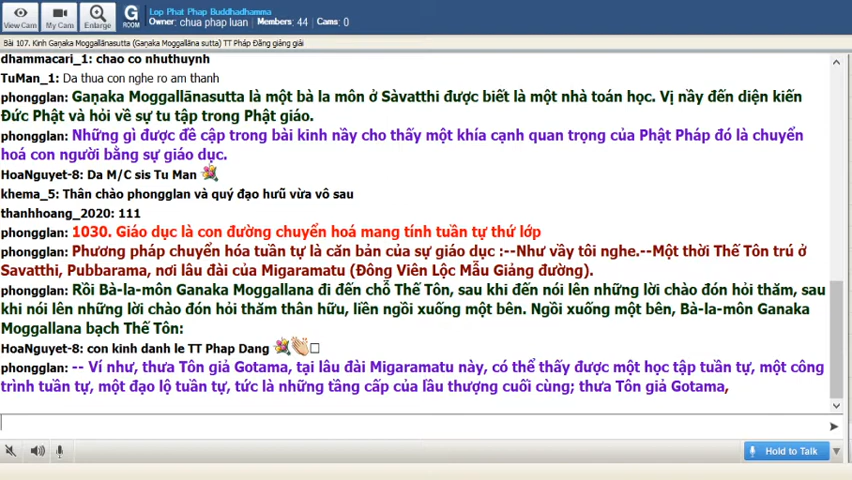 Lop Phat Phap Buddhadhamma
Owner: chua phap luan   Members: 44   Cams: 0
View Cam
My Cam
Enlarge
G
ROOM
Bài 107. Kinh Gaṇaka Moggallānasutta (Gaṇaka Moggallāna sutta) TT Pháp Đăng giảng giải
dhammacari_1: chao co nhuthuynh
TuMan_1: Da thua con nghe ro am thanh
phongglan: Gaṇaka Moggallānasutta là một bà la môn ở Sàvatthi được biết là một nhà toán học. Vị nầy đến diện kiến
Đức Phật và hỏi về sự tu tập trong Phật giáo.
phongglan: Những gì được đề cập trong bài kinh nầy cho thấy một khía cạnh quan trọng của Phật Pháp đó là chuyển
hoá con người bằng sự giáo dục.
HoaNguyet-8: Da M/C sis Tu Man
khema_5: Thân chào phongglan và quý đạo hưũ vừa vô sau
thanhhoang_2020: 111
phongglan: 1030. Giáo dục là con đường chuyển hoá mang tính tuần tự thứ lớp
phongglan: Phương pháp chuyển hóa tuần tự là căn bản của sự giáo dục :--Như vầy tôi nghe.--Một thời Thế Tôn trú ở
Savatthi, Pubbarama, nơi lâu đài của Migaramatu (Đông Viên Lộc Mẫu Giảng đường).
phongglan: Rồi Bà-la-môn Ganaka Moggallana đi đến chỗ Thế Tôn, sau khi đến nói lên những lời chào đón hỏi thăm, sau
khi nói lên những lời chào đón hỏi thăm thân hữu, liền ngồi xuống một bên. Ngồi xuống một bên, Bà-la-môn Ganaka
Moggallana bạch Thế Tôn:
HoaNguyet-8: con kinh danh le TT Phap Dang
phongglan: -- Ví như, thưa Tôn giả Gotama, tại lâu đài Migaramatu này, có thể thấy được một học tập tuần tự, một công
trình tuần tự, một đạo lộ tuần tự, tức là những tầng cấp của lầu thượng cuối cùng; thưa Tôn giả Gotama,
Hold to Talk